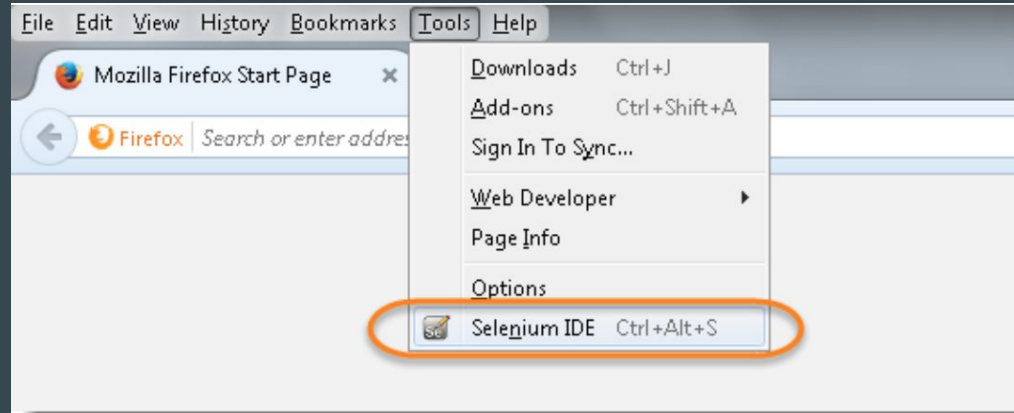 File Edit View History Bookmarks Tools Help
Mozilla Firefox Start Page
Firefox Search or enter addres
Downloads Ctrl+J
Add-ons Ctrl+Shift+A
Sign In To Sync...
Web Developer
Page Info
Options
Se Selenium IDE Ctrl+Alt+S